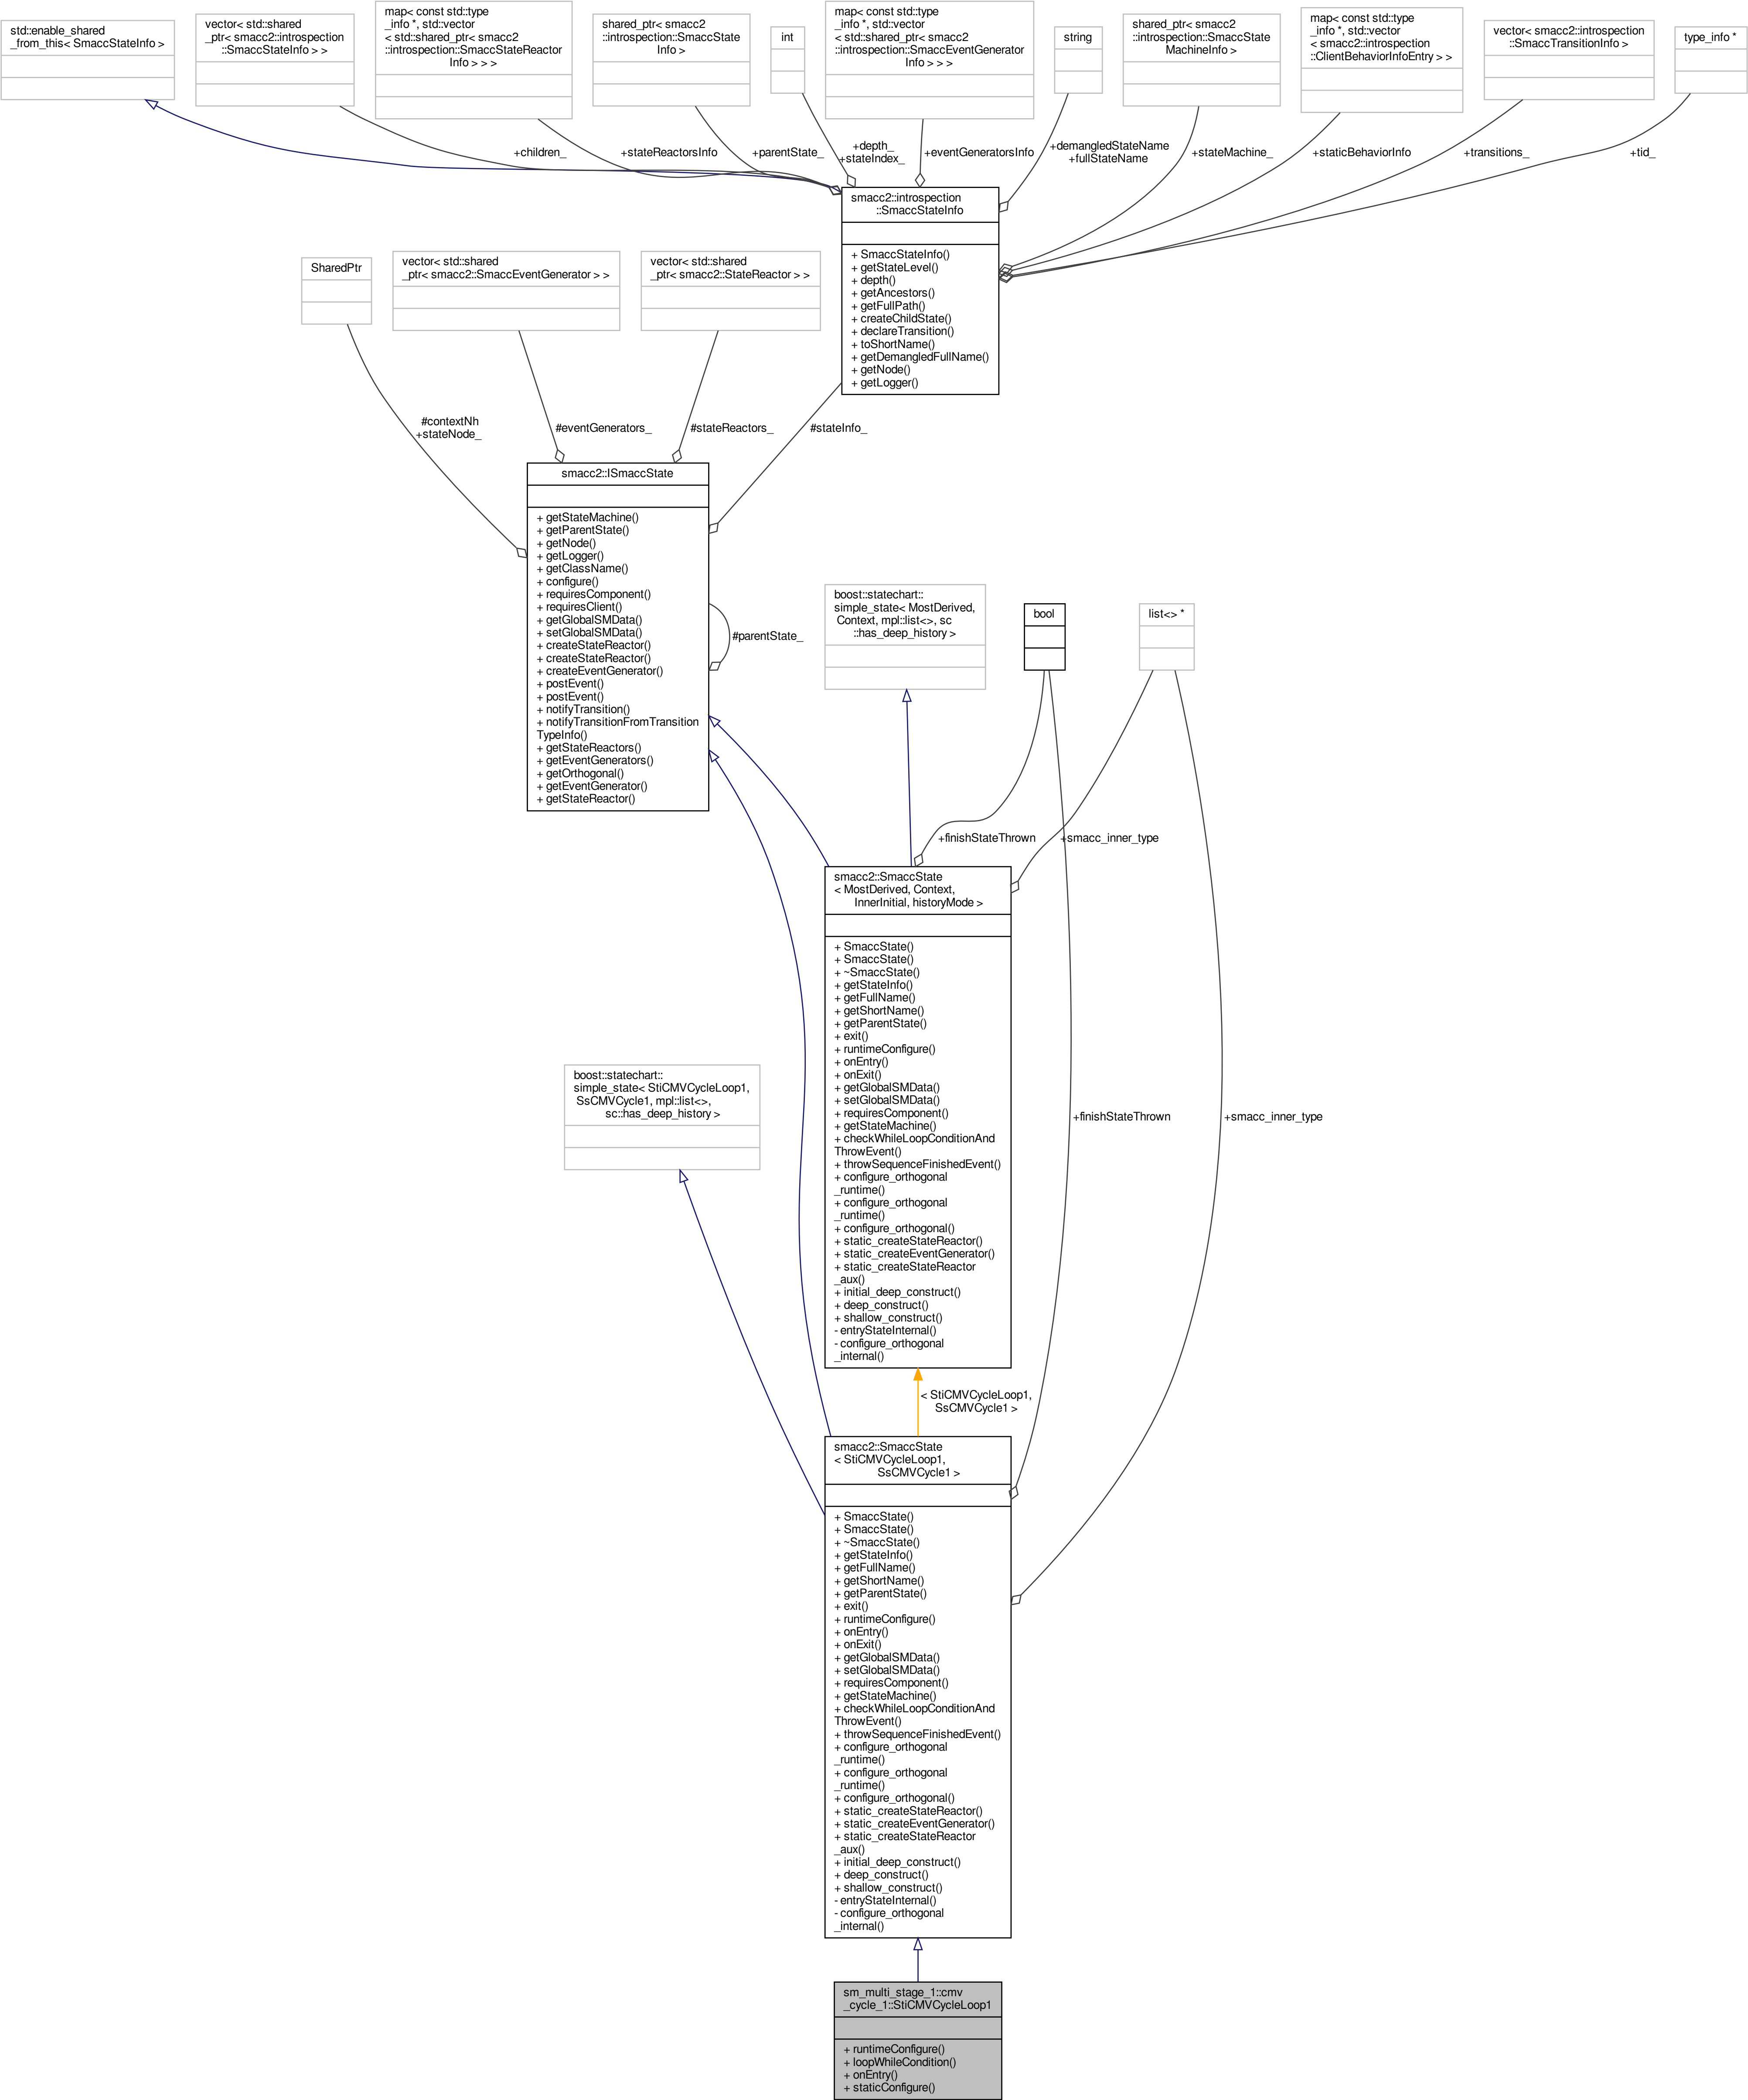 std::enable_shared
_from_this< SmaccStateInfo >
vector< std::shared
_ptr< smacc2::introspection
::SmaccStateInfo > >
map< const std::type
_info *, std::vector
< std::shared_ptr< smacc2
::introspection::SmaccStateReactor
Info > > >
shared_ptr< smacc2
::introspection::SmaccState
Info >
int
map< const std::type
_info *, std::vector
< std::shared_ptr< smacc2
::introspection::SmaccEventGenerator
Info > > >
string
shared_ptr< smacc2
::introspection::SmaccState
MachineInfo >
map< const std::type
_info *, std::vector
< smacc2::introspection
::ClientBehaviorInfoEntry > >
vector< smacc2::introspection
::SmaccTransitionInfo >
type_info *
+children_
+stateReactorsInfo
+parentState_
+depth_
+stateIndex_
+eventGeneratorsInfo
+demangledStateName
+fullStateName
+stateMachine_
+staticBehaviorInfo
+transitions_
+tid_
smacc2::introspection
::SmaccStateInfo
+ SmaccStateInfo()
+ getStateLevel()
+ depth()
+ getAncestors()
+ getFullPath()
+ createChildState()
+ declareTransition()
+ toShortName()
+ getDemangledFullName()
+ getNode()
+ getLogger()
SharedPtr
vector< std::shared
_ptr< smacc2::SmaccEventGenerator > >
vector< std::shared
_ptr< smacc2::StateReactor > >
#contextNh
+stateNode_
#eventGenerators_
#stateReactors_
#stateInfo_
smacc2::ISmaccState
+ getStateMachine()
+ getParentState()
+ getNode()
+ getLogger()
+ getClassName()
+ configure()
+ requiresComponent()
+ requiresClient()
+ getGlobalSMData()
+ setGlobalSMData()
+ createStateReactor()
+ createStateReactor()
+ createEventGenerator()
+ postEvent()
+ postEvent()
+ notifyTransition()
+ notifyTransitionFromTransition
TypeInfo()
+ getStateReactors()
+ getEventGenerators()
+ getOrthogonal()
+ getEventGenerator()
+ getStateReactor()
#parentState_
boost::statechart::
simple_state< MostDerived,
Context, mpl::list<>, sc
::has_deep_history >
bool
list<> *
+finishStateThrown
+smacc_inner_type
smacc2::SmaccState
< MostDerived, Context,
InnerInitial, historyMode >
+ SmaccState()
+ SmaccState()
+ ~SmaccState()
+ getStateInfo()
+ getFullName()
+ getShortName()
+ getParentState()
+ exit()
+ runtimeConfigure()
+ onEntry()
+ onExit()
+ getGlobalSMData()
+ setGlobalSMData()
+ requiresComponent()
+ getStateMachine()
+ checkWhileLoopConditionAnd
ThrowEvent()
+ throwSequenceFinishedEvent()
+ configure_orthogonal
_runtime()
+ configure_orthogonal
_runtime()
+ configure_orthogonal()
+ static_createStateReactor()
+ static_createEventGenerator()
+ static_createStateReactor
_aux()
+ initial_deep_construct()
+ deep_construct()
+ shallow_construct()
- entryStateInternal()
- configure_orthogonal
_internal()
boost::statechart::
simple_state< StiCMVCycleLoop1,
SsCMVCycle1, mpl::list<>,
sc::has_deep_history >
+finishStateThrown
+smacc_inner_type
< StiCMVCycleLoop1,
SsCMVCycle1 >
smacc2::SmaccState
< StiCMVCycleLoop1,
SsCMVCycle1 >
+ SmaccState()
+ SmaccState()
+ ~SmaccState()
+ getStateInfo()
+ getFullName()
+ getShortName()
+ getParentState()
+ exit()
+ runtimeConfigure()
+ onEntry()
+ onExit()
+ getGlobalSMData()
+ setGlobalSMData()
+ requiresComponent()
+ getStateMachine()
+ checkWhileLoopConditionAnd
ThrowEvent()
+ throwSequenceFinishedEvent()
+ configure_orthogonal
_runtime()
+ configure_orthogonal
_runtime()
+ configure_orthogonal()
+ static_createStateReactor()
+ static_createEventGenerator()
+ static_createStateReactor
_aux()
+ initial_deep_construct()
+ deep_construct()
+ shallow_construct()
- entryStateInternal()
- configure_orthogonal
_internal()
sm_multi_stage_1::cmv
_cycle_1::StiCMVCycleLoop1
+ runtimeConfigure()
+ loopWhileCondition()
+ onEntry()
+ staticConfigure()